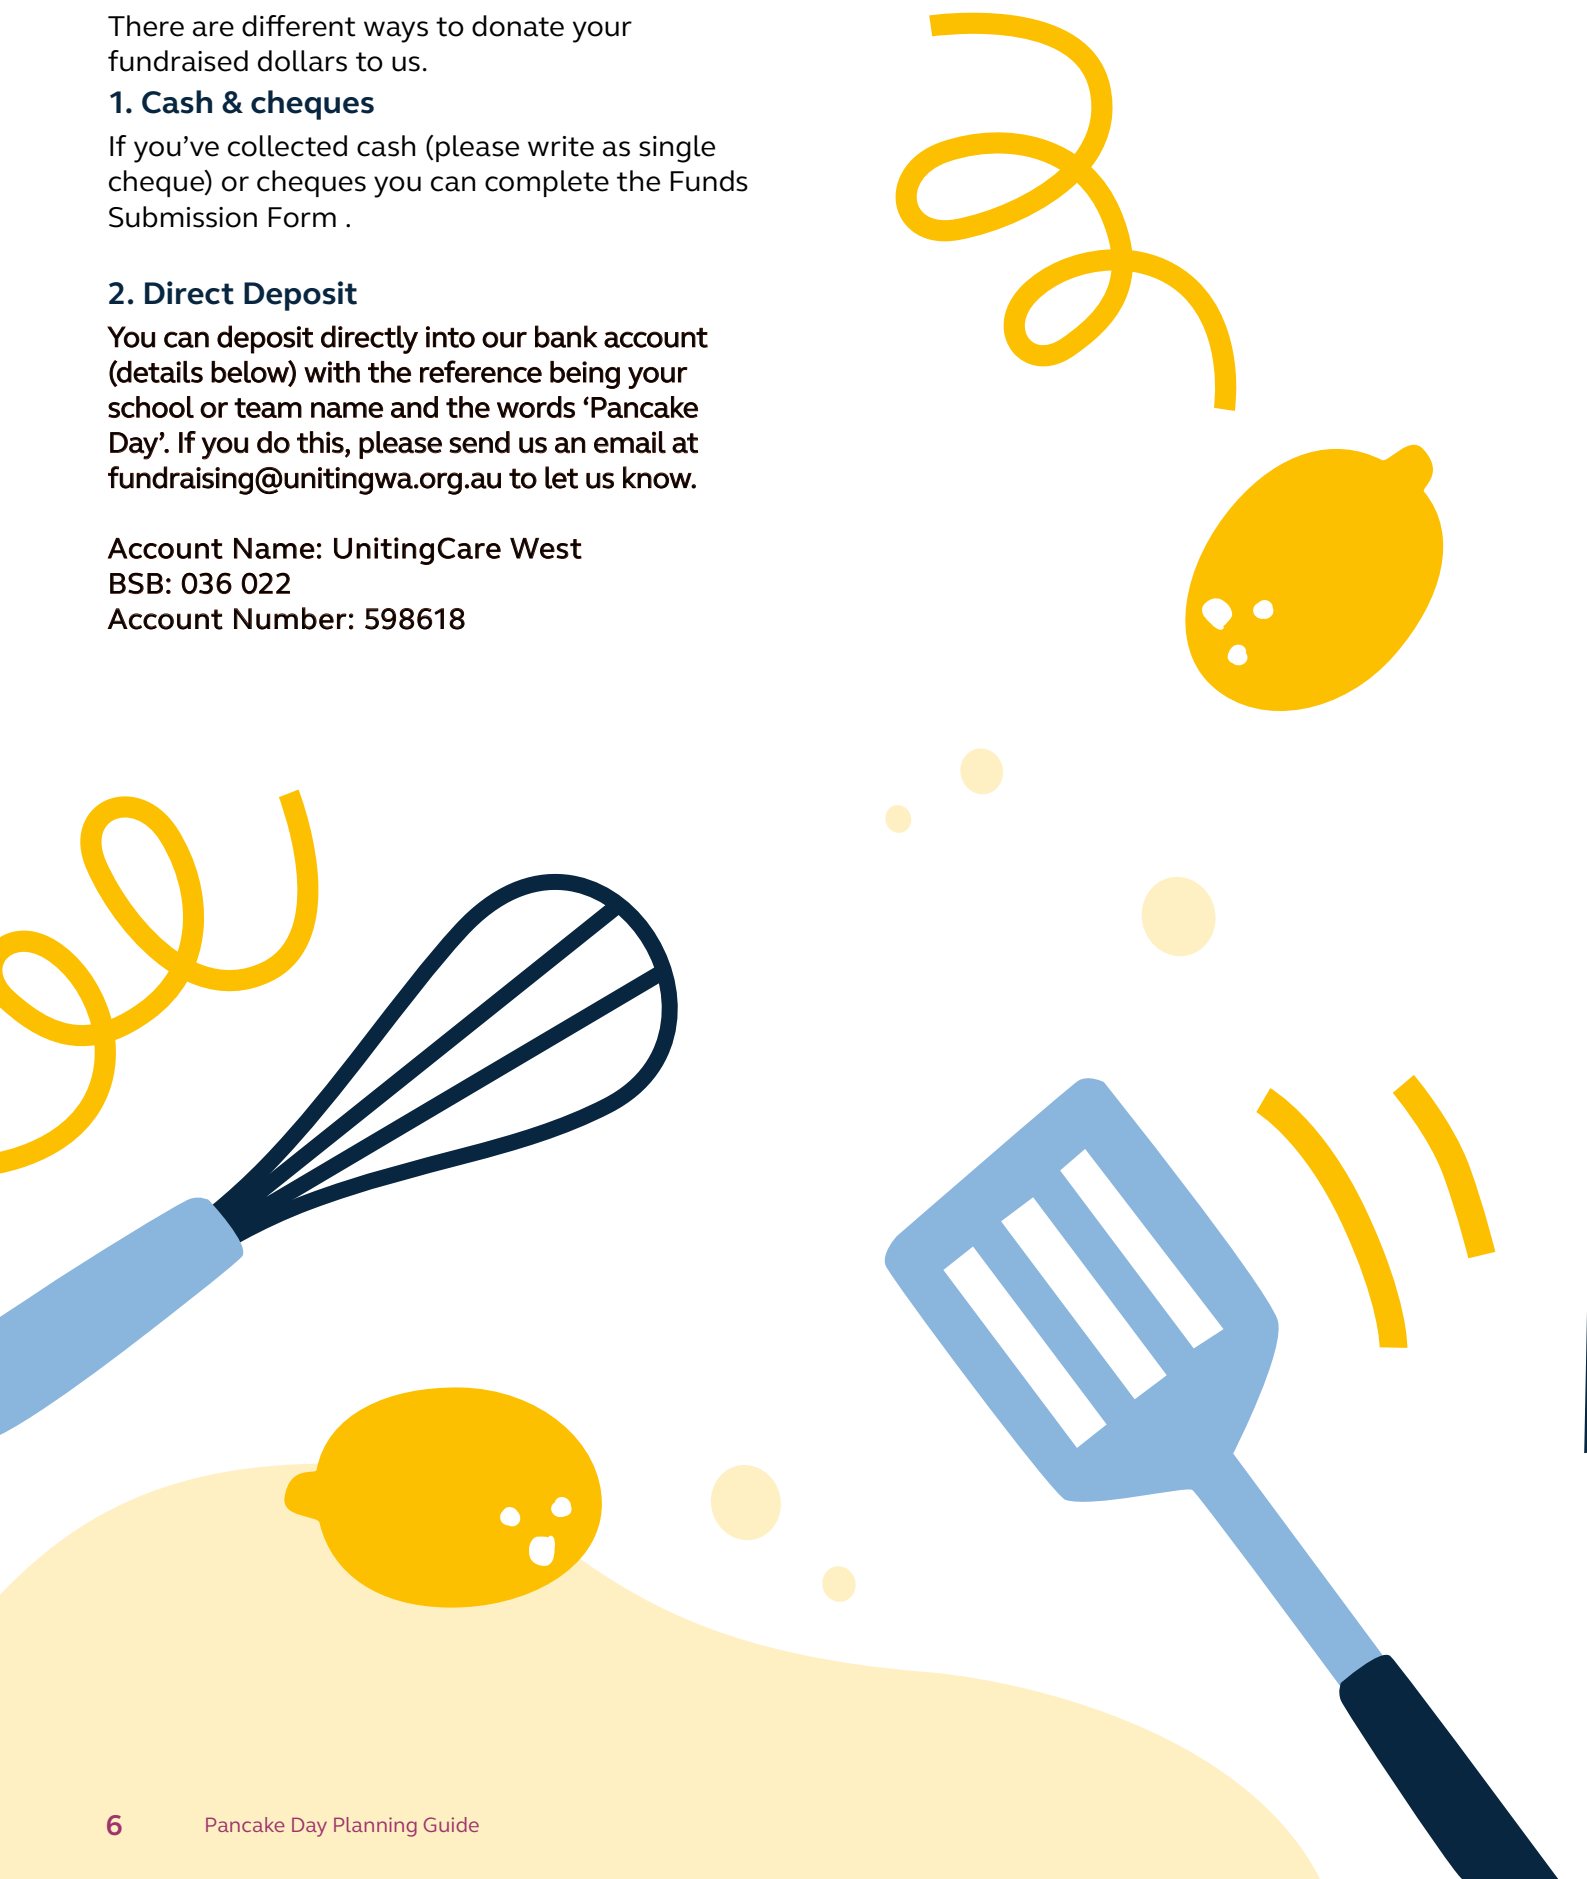 There are different ways to donate your
fundraised dollars to us.
1. Cash & cheques
If you’ve collected cash (please write as single
cheque) or cheques you can complete the Funds
Submission Form .
2. Direct Deposit
You can deposit directly into our bank account
(details below) with the reference being your
school or team name and the words ‘Pancake
Day’. If you do this, please send us an email at
fundraising@unitingwa.org.au to let us know.
Account Name: UnitingCare West
BSB: 036 022
Account Number: 598618
6 Pancake Day Planning Guide